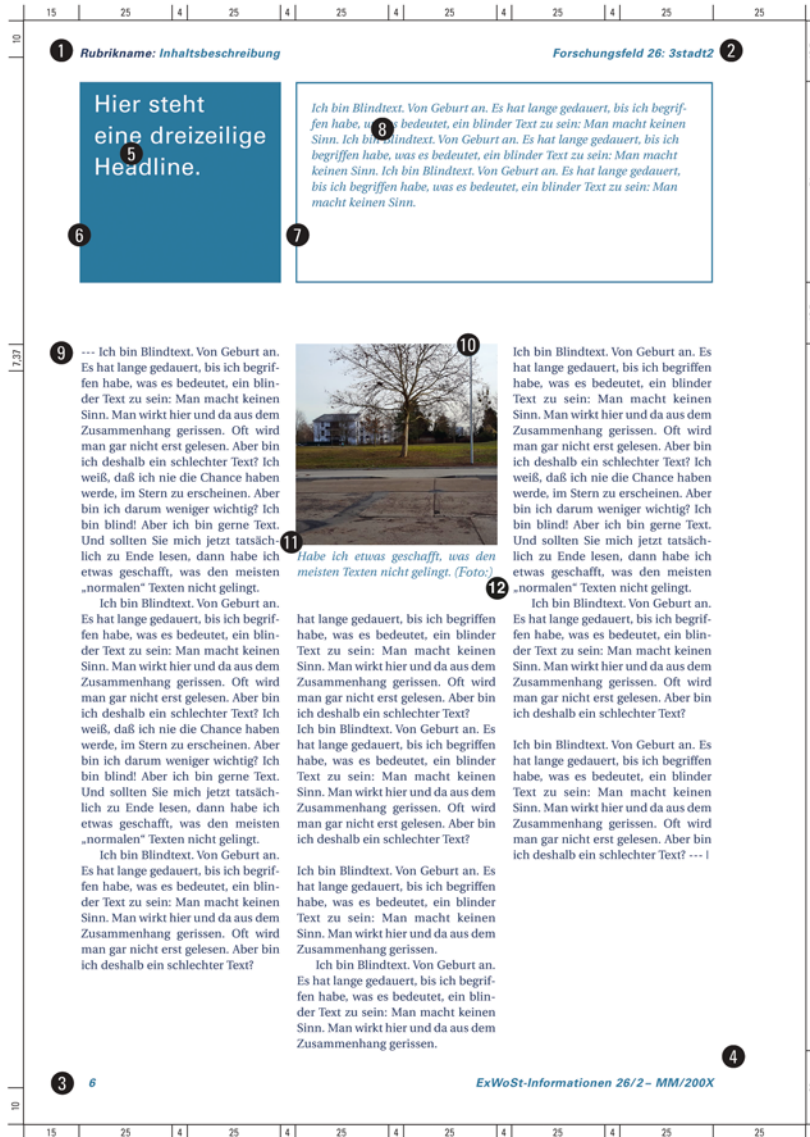 15 25 4 25 4 25 4 25 4 25 4 25 25
10
1 Rubrikname: Inhaltsbeschreibung
Forschungsfeld 26: 3stadt2 2
Hier steht
eine dreizeilige
5
Headline.
6
Ich bin Blindtext. Von Geburt an. Es hat lange gedauert, bis ich begrif-
fen habe, w 8 s bedeutet, ein blinder Text zu sein: Man macht keinen
Sinn. Ich bin Blindtext. Von Geburt an. Es hat lange gedauert, bis ich
begriffen habe, was es bedeutet, ein blinder Text zu sein: Man macht
keinen Sinn. Ich bin Blindtext. Von Geburt an. Es hat lange gedauert,
bis ich begriffen habe, was es bedeutet, ein blinder Text zu sein: Man
macht keinen Sinn.
7
7,37
9 --- Ich bin Blindtext. Von Geburt an.
Es hat lange gedauert, bis ich begrif-
fen habe, was es bedeutet, ein blin-
der Text zu sein: Man macht keinen
Sinn. Man wirkt hier und da aus dem
Zusammenhang gerissen. Oft wird
man gar nicht erst gelesen. Aber bin
ich deshalb ein schlechter Text? Ich
weiß, daß ich nie die Chance haben
werde, im Stern zu erscheinen. Aber
bin ich darum weniger wichtig? Ich
bin blind! Aber ich bin gerne Text.
Und sollten Sie mich jetzt tatsäch-
lich zu Ende lesen, dann habe ich
etwas geschafft, was den meisten
„normalen“ Texten nicht gelingt.
Ich bin Blindtext. Von Geburt an.
Es hat lange gedauert, bis ich begrif-
fen habe, was es bedeutet, ein blin-
der Text zu sein: Man macht keinen
Sinn. Man wirkt hier und da aus dem
Zusammenhang gerissen. Oft wird
man gar nicht erst gelesen. Aber bin
ich deshalb ein schlechter Text? Ich
weiß, daß ich nie die Chance haben
werde, im Stern zu erscheinen. Aber
bin ich darum weniger wichtig? Ich
bin blind! Aber ich bin gerne Text.
Und sollten Sie mich jetzt tatsäch-
lich zu Ende lesen, dann habe ich
etwas geschafft, was den meisten
„normalen“ Texten nicht gelingt.
Ich bin Blindtext. Von Geburt an.
Es hat lange gedauert, bis ich begrif-
fen habe, was es bedeutet, ein blin-
der Text zu sein: Man macht keinen
Sinn. Man wirkt hier und da aus dem
Zusammenhang gerissen. Oft wird
man gar nicht erst gelesen. Aber bin
ich deshalb ein schlechter Text?
10
11
Habe ich etwas geschafft, was den
meisten Texten nicht gelingt. (Foto:)
12
hat lange gedauert, bis ich begriffen
habe, was es bedeutet, ein blinder
Text zu sein: Man macht keinen
Sinn. Man wirkt hier und da aus dem
Zusammenhang gerissen. Oft wird
man gar nicht erst gelesen. Aber bin
ich deshalb ein schlechter Text?
Ich bin Blindtext. Von Geburt an. Es
hat lange gedauert, bis ich begriffen
habe, was es bedeutet, ein blinder
Text zu sein: Man macht keinen
Sinn. Man wirkt hier und da aus dem
Zusammenhang gerissen. Oft wird
man gar nicht erst gelesen. Aber bin
ich deshalb ein schlechter Text?
Ich bin Blindtext. Von Geburt an. Es
hat lange gedauert, bis ich begriffen
habe, was es bedeutet, ein blinder
Text zu sein: Man macht keinen
Sinn. Man wirkt hier und da aus dem
Zusammenhang gerissen.
Ich bin Blindtext. Von Geburt an.
Es hat lange gedauert, bis ich begrif-
fen habe, was es bedeutet, ein blin-
der Text zu sein: Man macht keinen
Sinn. Man wirkt hier und da aus dem
Zusammenhang gerissen.
Ich bin Blindtext. Von Geburt an. Es
hat lange gedauert, bis ich begriffen
habe, was es bedeutet, ein blinder
Text zu sein: Man macht keinen
Sinn. Man wirkt hier und da aus dem
Zusammenhang gerissen. Oft wird
man gar nicht erst gelesen. Aber bin
ich deshalb ein schlechter Text? Ich
weiß, daß ich nie die Chance haben
werde, im Stern zu erscheinen. Aber
bin ich darum weniger wichtig? Ich
bin blind! Aber ich bin gerne Text.
Und sollten Sie mich jetzt tatsäch-
lich zu Ende lesen, dann habe ich
etwas geschafft, was den meisten
„normalen“ Texten nicht gelingt.
Ich bin Blindtext. Von Geburt an.
Es hat lange gedauert, bis ich begrif-
fen habe, was es bedeutet, ein blin-
der Text zu sein: Man macht keinen
Sinn. Man wirkt hier und da aus dem
Zusammenhang gerissen. Oft wird
man gar nicht erst gelesen. Aber bin
ich deshalb ein schlechter Text?
Ich bin Blindtext. Von Geburt an. Es
hat lange gedauert, bis ich begriffen
habe, was es bedeutet, ein blinder
Text zu sein: Man macht keinen
Sinn. Man wirkt hier und da aus dem
Zusammenhang gerissen. Oft wird
man gar nicht erst gelesen. Aber bin
ich deshalb ein schlechter Text? --- |
4
3 6
ExWoSt-Informationen 26/2 – MM/200X
10
15 25 4 25 4 25 4 25 4 25 4 25 25